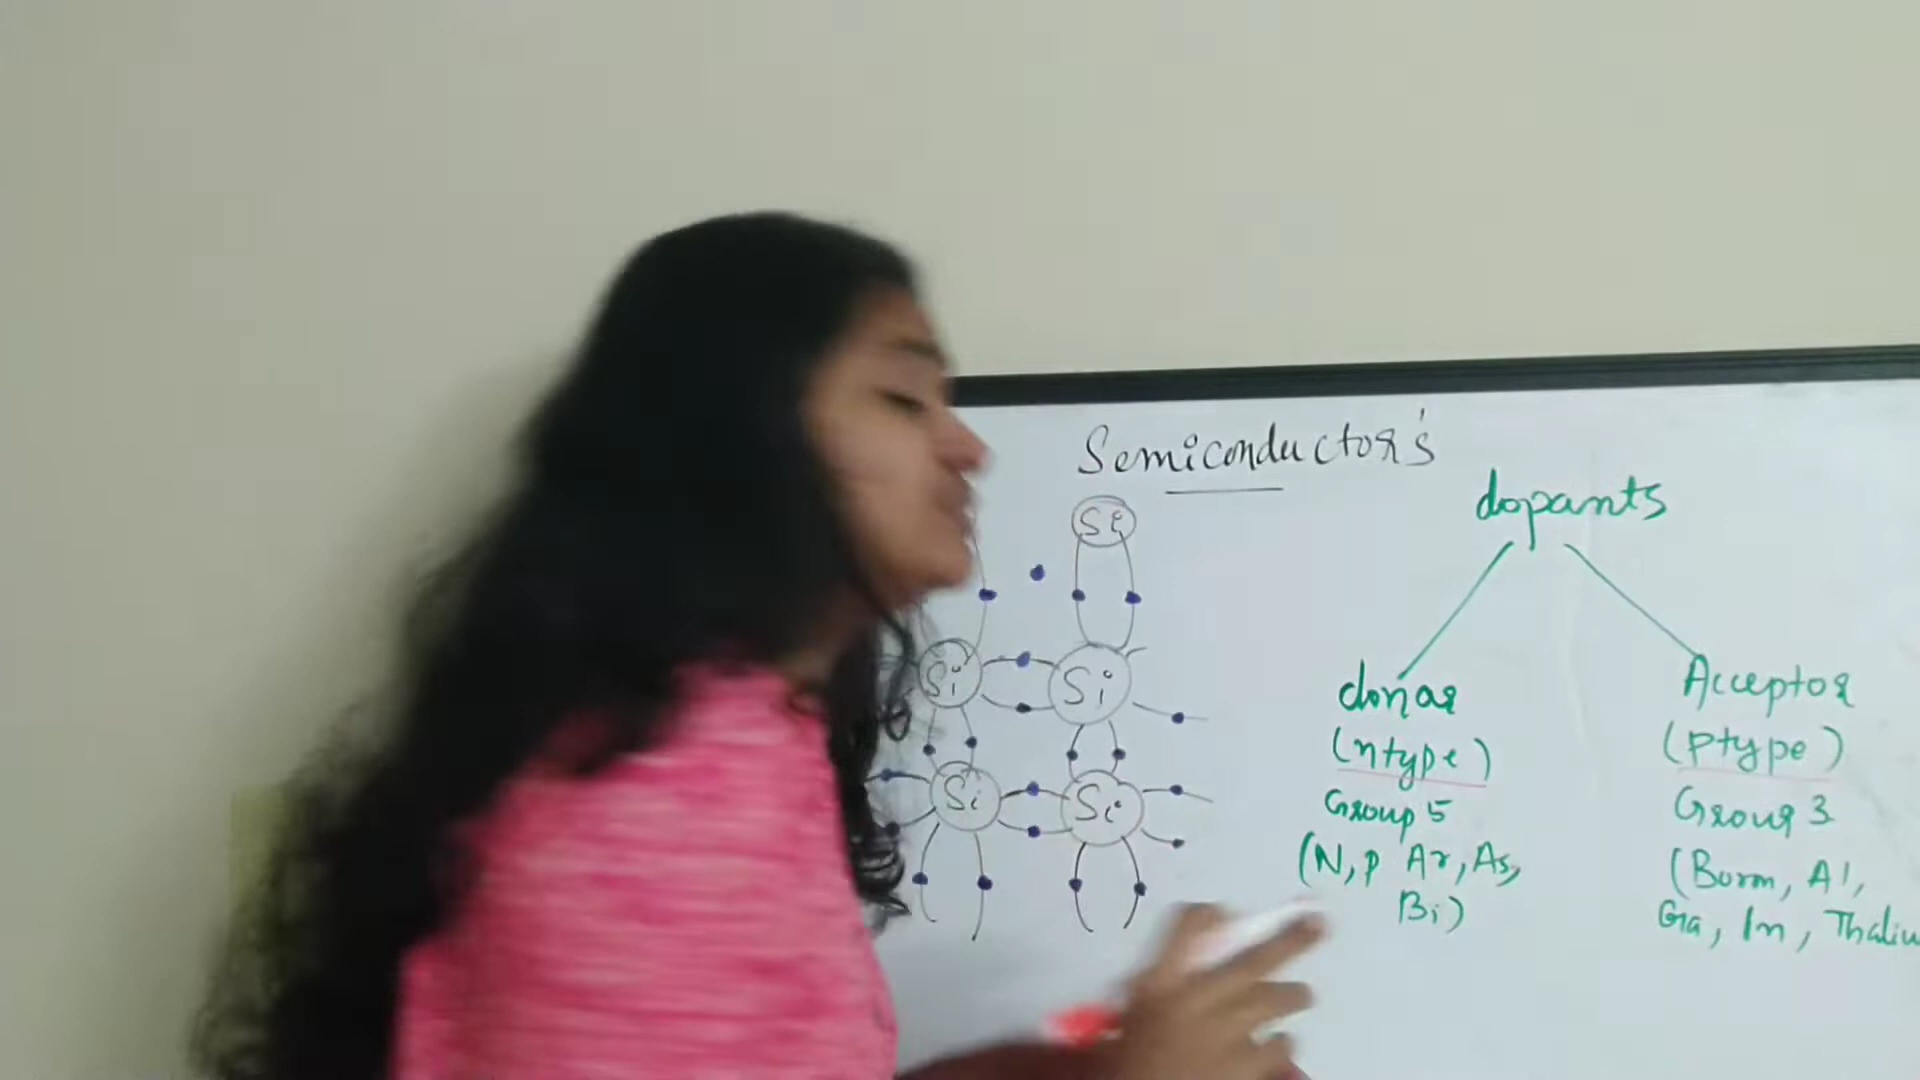 Semiconductor's
dopants
Si
Si
Si
Si
Si
donar
(ntype)
Group 5
(N, p Ar, As,
Bi)
Acceptor
(ptype)
Group 3
(Boron, Al,
Ga, In, Thaliu